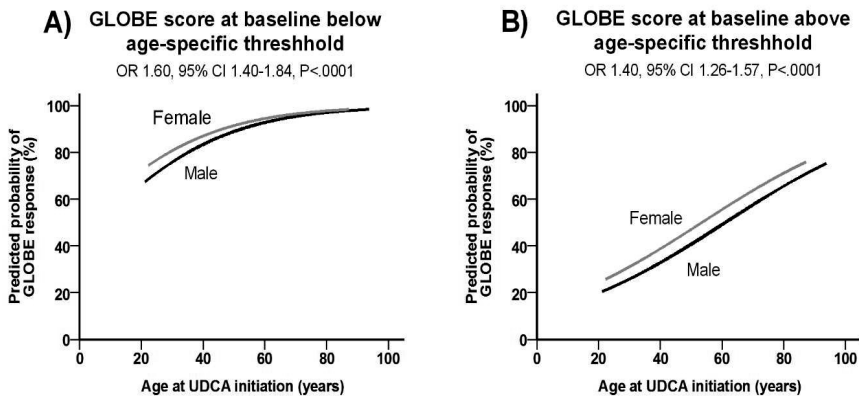 A) GLOBE score at baseline below
age-specific threshhold
OR 1.60, 95% CI 1.40-1.84, P<.0001
Predicted probability of
GLOBE response (%)
100
80
60
40
20
0
Female
Male
0 20 40 60 80 100
Age at UDCA initiation (years)
B) GLOBE score at baseline above
age-specific threshhold
OR 1.40, 95% CI 1.26-1.57, P<.0001
Predicted probability of
GLOBE response (%)
100
80
60
40
20
0
Female
Male
0 20 40 60 80 100
Age at UDCA initiation (years)